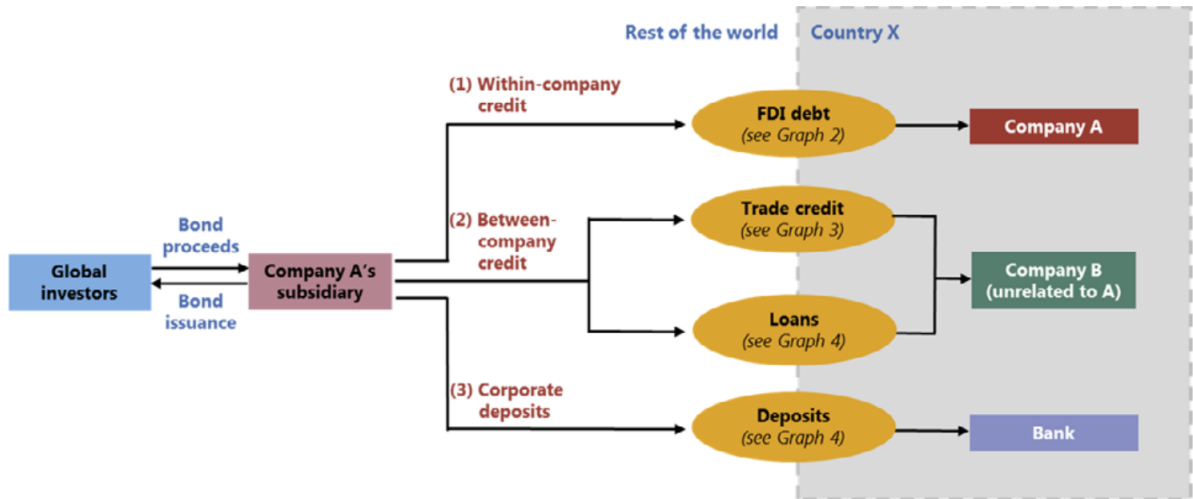 Rest of the world
Country X
(1) Within-company
credit
FDI debt
(see Graph 2)
Company A
Trade credit
(see Graph 3)
(2) Between-
company
credit
Bond
proceeds
Global
investors
Company A's
subsidiary
Bond
issuance
Company B
(unrelated to A)
Loans
(see Graph 4)
(3) Corporate
deposits
Deposits
(see Graph 4)
Bank